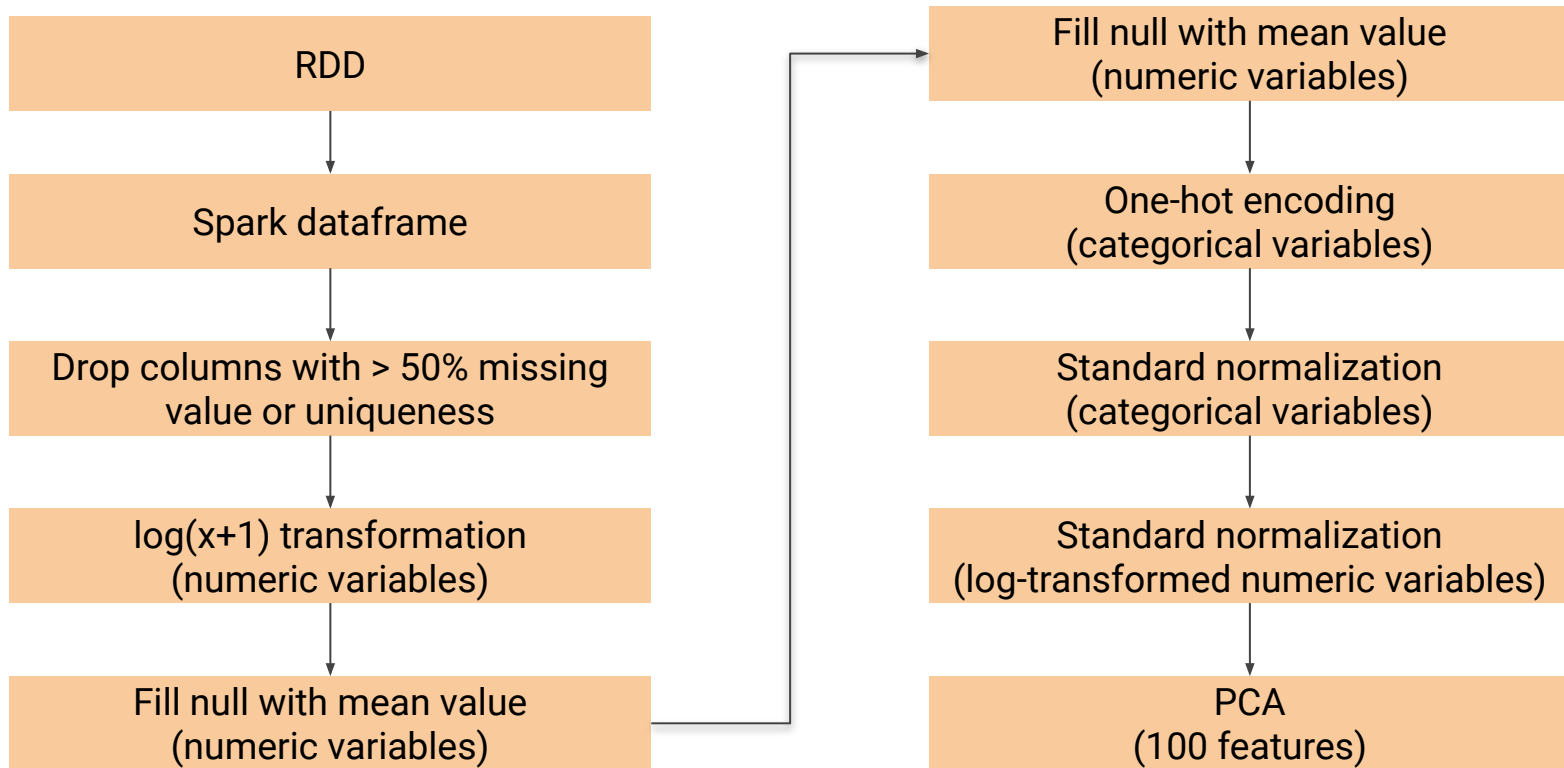 RDD
Spark dataframe
Drop columns with > 50% missing
value or uniqueness
log(x+1) transformation
(numeric variables)
Fill null with mean value
(numeric variables)
Fill null with mean value
(numeric variables)
One-hot encoding
(categorical variables)
Standard normalization
(categorical variables)
Standard normalization
(log-transformed numeric variables)
PCA
(100 features)